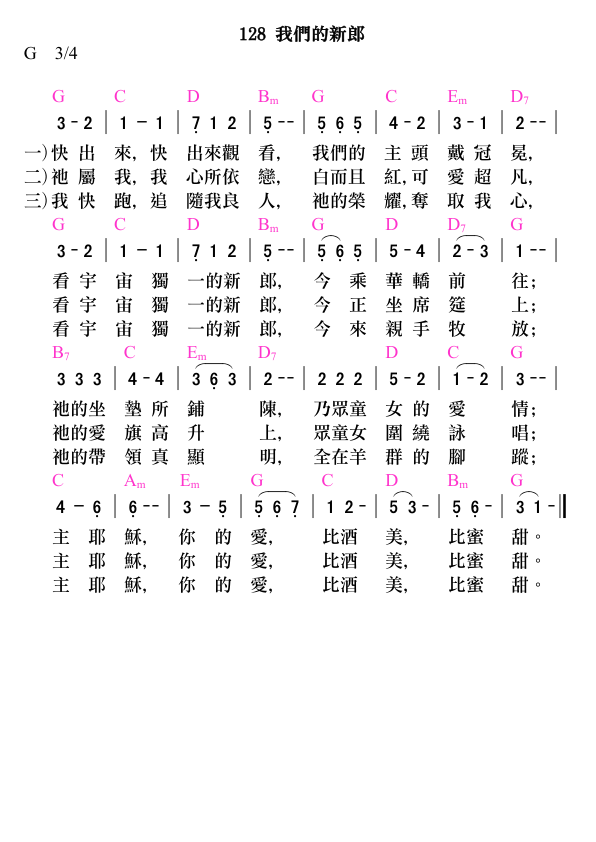 128 我們的新郎
G 3/4
G C D Bm G C Em D7
3 - 2 | 1 - 1 | 7̣ 1 2 | 5̣ - - | 5̣ 6̣ 5̣ | 4 - 2 | 3 - 1 | 2 - - |
一)快 出 來, 快 出來觀 看, 我們的 主 頭 戴 冠 冕,
二)祂 屬 我, 我 心所依 戀, 白而且 紅, 可 愛 超 凡,
三)我 快 跑, 追 隨我良 人, 祂的榮 耀, 奪 取 我 心,
G C D Bm G D D7 G
3 - 2 | 1 - 1 | 7̣ 1 2 | 5̣ - - | 5̣ 6̣ 5̣ | 5 - 4 | 2 - 3 | 1 - - |
看 宇 宙 獨 一的新 郎, 今 乘 華 轎 前 往;
看 宇 宙 獨 一的新 郎, 今 正 坐 席 筵 上;
看 宇 宙 獨 一的新 郎, 今 來 親 手 牧 放;
B7 C Em D7 D C G
3 3 3 | 4 - 4 | 3 6̣ 3 | 2 - - | 2 2 2 | 5 - 2 | 1 - 2 | 3 - - |
祂的坐 墊 所 鋪 陳, 乃眾童 女 的 愛 情;
祂的愛 旗 高 升 上, 眾童女 圍 繞 詠 唱;
祂的帶 領 真 顯 明, 全在羊 群 的 腳 蹤;
C Am Em G C D Bm G
4 - 6̣ | 6̣ - - | 3 - 5̣ | 5̣ 6̣ 7̣ | 1 2 - | 5 3 - | 5̣ 6̣ - | 3 1 - ‖
主 耶 穌, 你 的 愛, 比酒 美, 比蜜 甜。
主 耶 穌, 你 的 愛, 比酒 美, 比蜜 甜。
主 耶 穌, 你 的 愛, 比酒 美, 比蜜 甜。